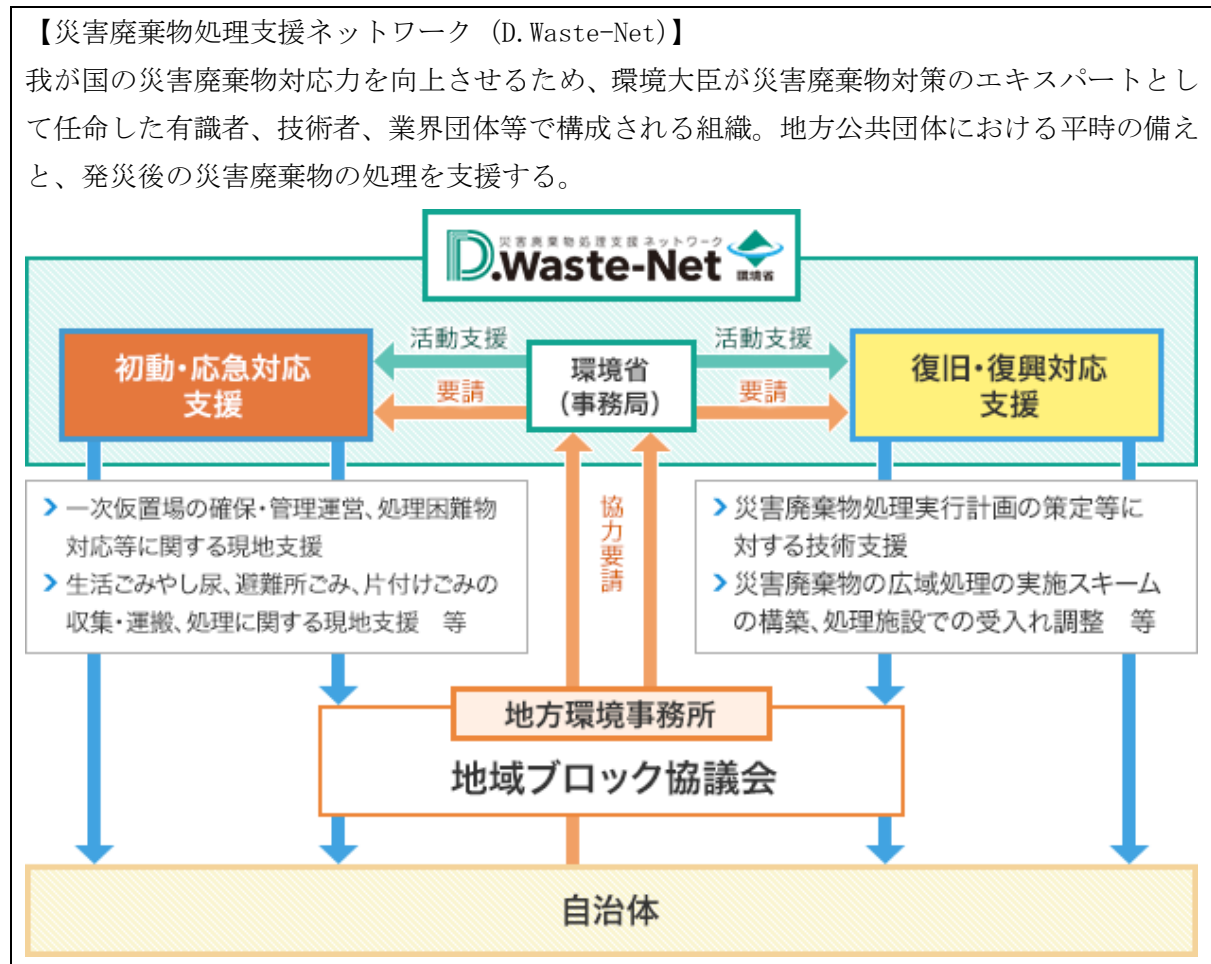 【災害廃棄物処理支援ネットワーク (D.Waste-Net)】
我が国の災害廃棄物対応力を向上させるため、環境大臣が災害廃棄物対策のエキスパートとし
て任命した有識者、技術者、業界団体等で構成される組織。地方公共団体における平時の備え
と、発災後の災害廃棄物の処理を支援する。
災害廃棄物処理支援ネットワーク
D.Waste-Net
環境省
初動・応急対応
支援
活動支援
要請
環境省
(事務局)
活動支援
要請
復旧・復興対応
支援
一次仮置場の確保・管理運営、処理困難物
対応等に関する現地支援
生活ごみやし尿、避難所ごみ、片付けごみの
収集・運搬、処理に関する現地支援 等
協力要請
災害廃棄物処理実行計画の策定等に
対する技術支援
災害廃棄物の広域処理の実施スキーム
の構築、処理施設での受入れ調整 等
地方環境事務所
地域ブロック協議会
自治体